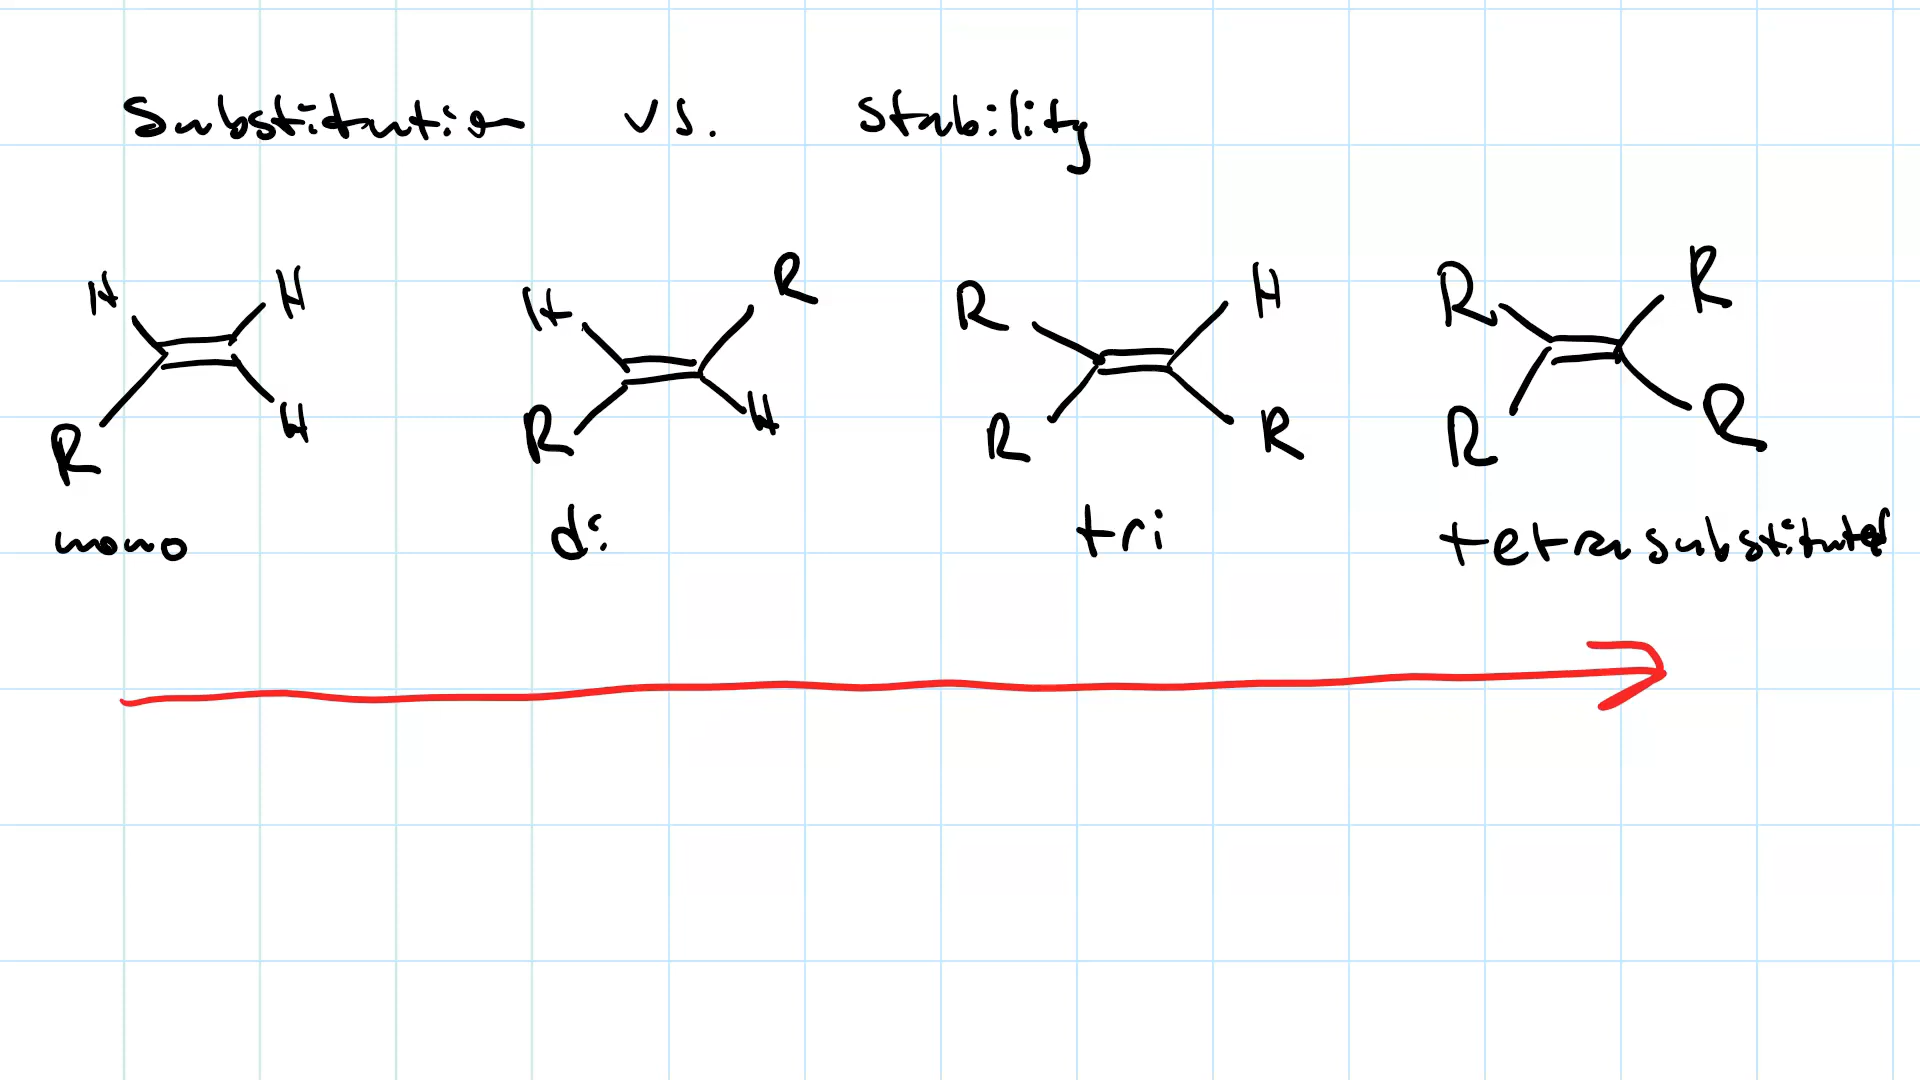 Substitution vs. Stability
H H H R R H R R
R H R H R R R R
mono di tri tetrasubstituted